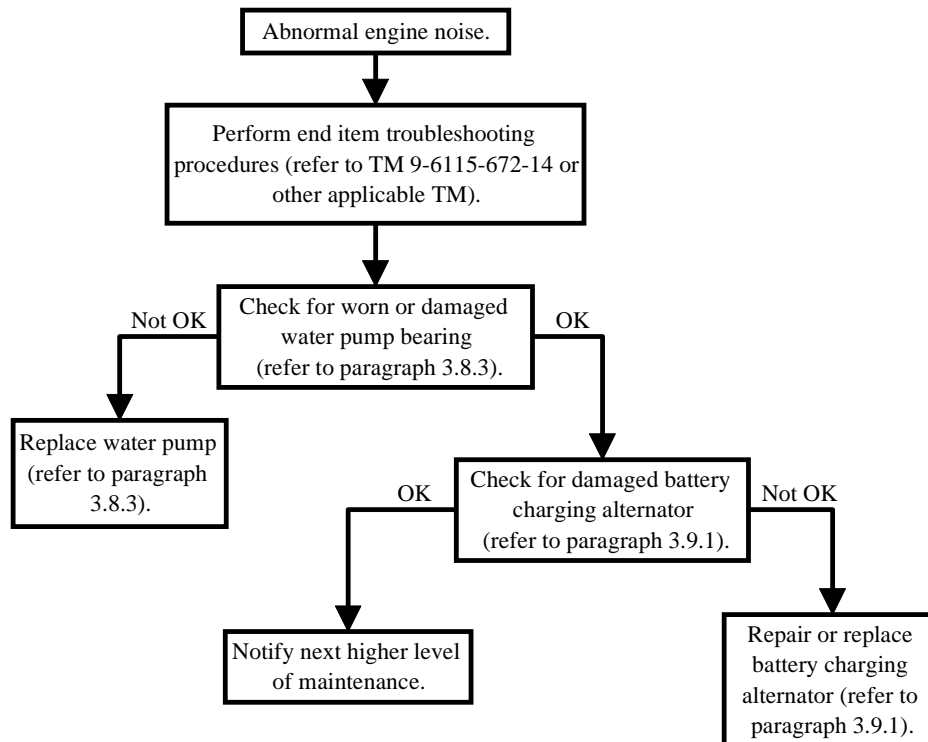 Abnormal engine noise.
Perform end item troubleshooting
procedures (refer to TM 9-6115-672-14 or
other applicable TM).
Check for worn or damaged
water pump bearing
(refer to paragraph 3.8.3).
Not OK
OK
Replace water pump
(refer to paragraph
3.8.3).
Check for damaged battery
charging alternator
(refer to paragraph 3.9.1).
OK
Not OK
Notify next higher level
of maintenance.
Repair or replace
battery charging
alternator (refer to
paragraph 3.9.1).